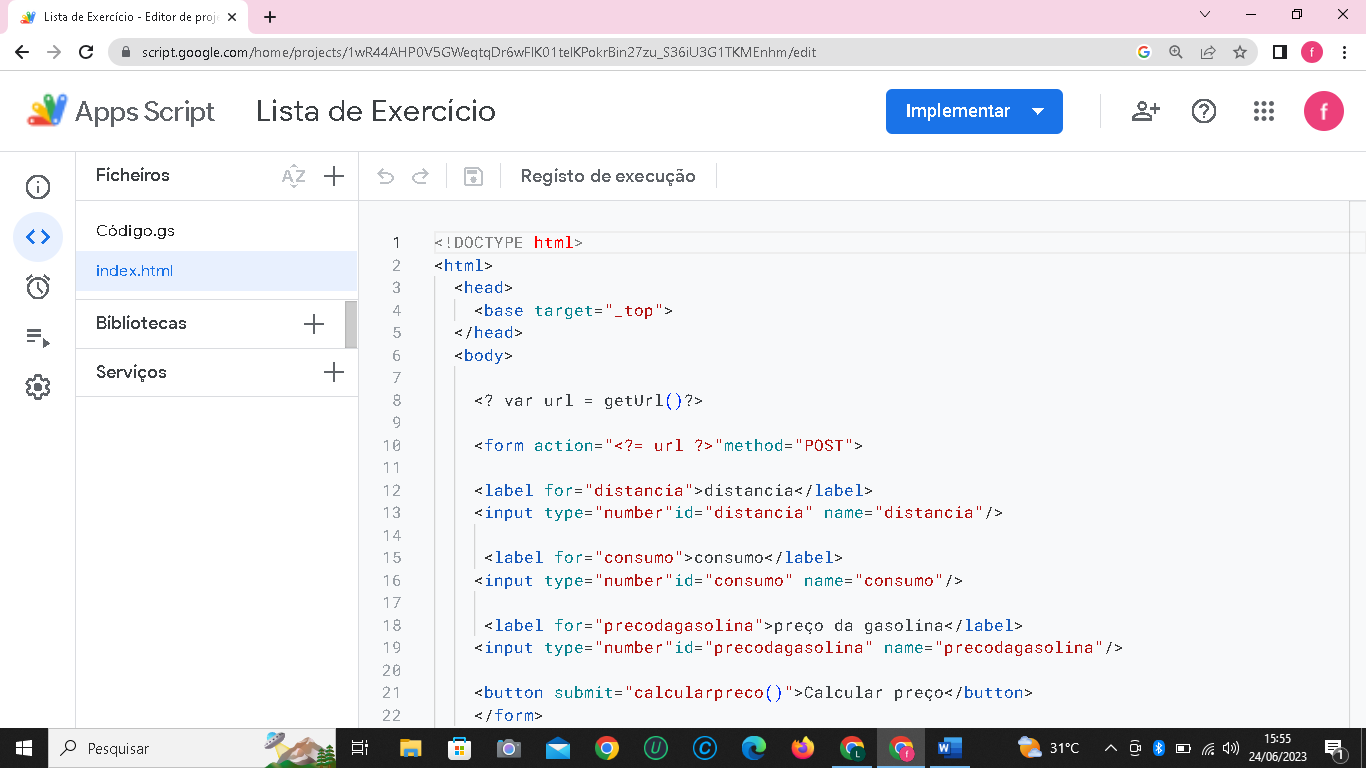 Lista de Exercício - Editor de proj
script.google.com/home/projects/1wR44AHP0V5GWeqtqDr6wFlK01telKPokrBin27zu_S36iU3G1TKMEnhm/edit
f
Apps Script
Lista de Exercício
Implementar
f
Ficheiros
AZ
Registo de execução
Código.gs
index.html
Bibliotecas
Serviços
1 <!DOCTYPE html>
2 <html>
3 <head>
4 <base target="_top">
5 </head>
6 <body>
7
8 <? var url = getUrl()?>
9
10 <form action="<?= url ?>"method="POST">
11
12 <label for="distancia">distancia</label>
13 <input type="number"id="distancia" name="distancia"/>
14
15 <label for="consumo">consumo</label>
16 <input type="number"id="consumo" name="consumo"/>
17
18 <label for="precodagasolina">preço da gasolina</label>
19 <input type="number"id="precodagasolina" name="precodagasolina"/>
20
21 <button submit="calcularpreco()">Calcular preço</button>
22 </form>
Pesquisar
L
f
31°C
15:55
24/06/2023
1